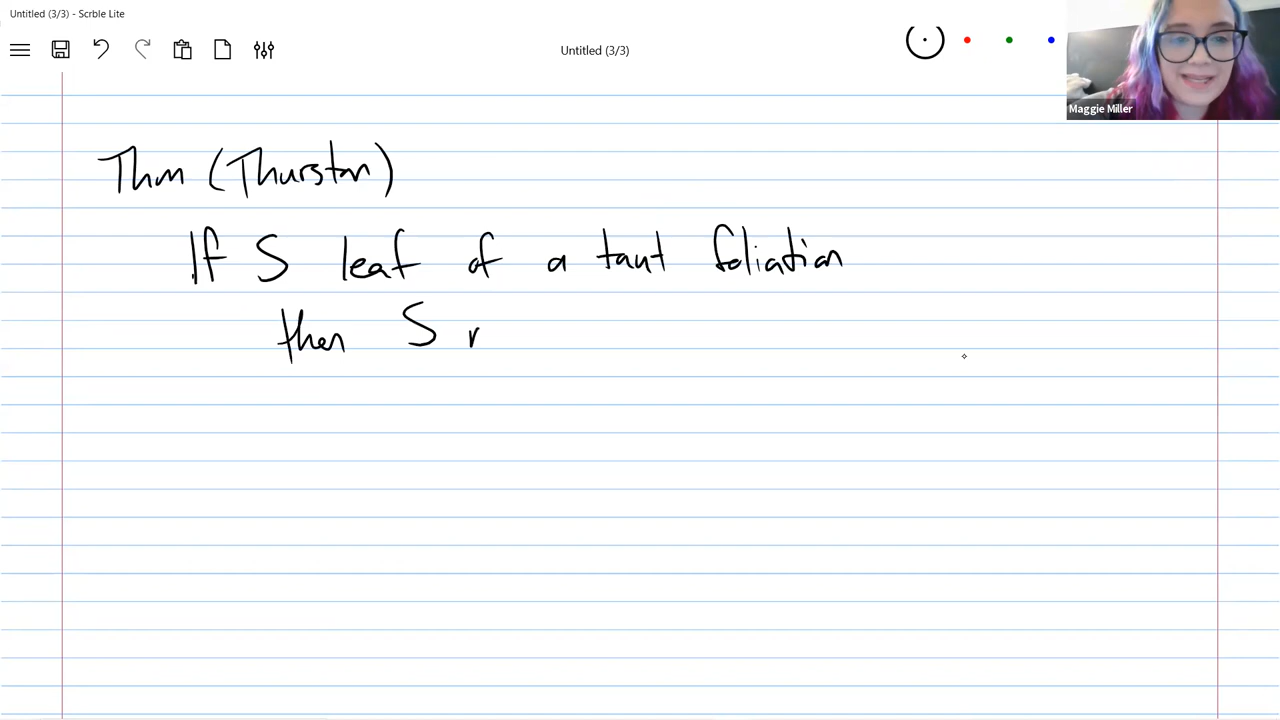 Untitled (3/3) - Scrble Lite
Untitled (3/3)
Maggie Miller
Thm (Thurston)
If S leaf of a taut foliation
then S r